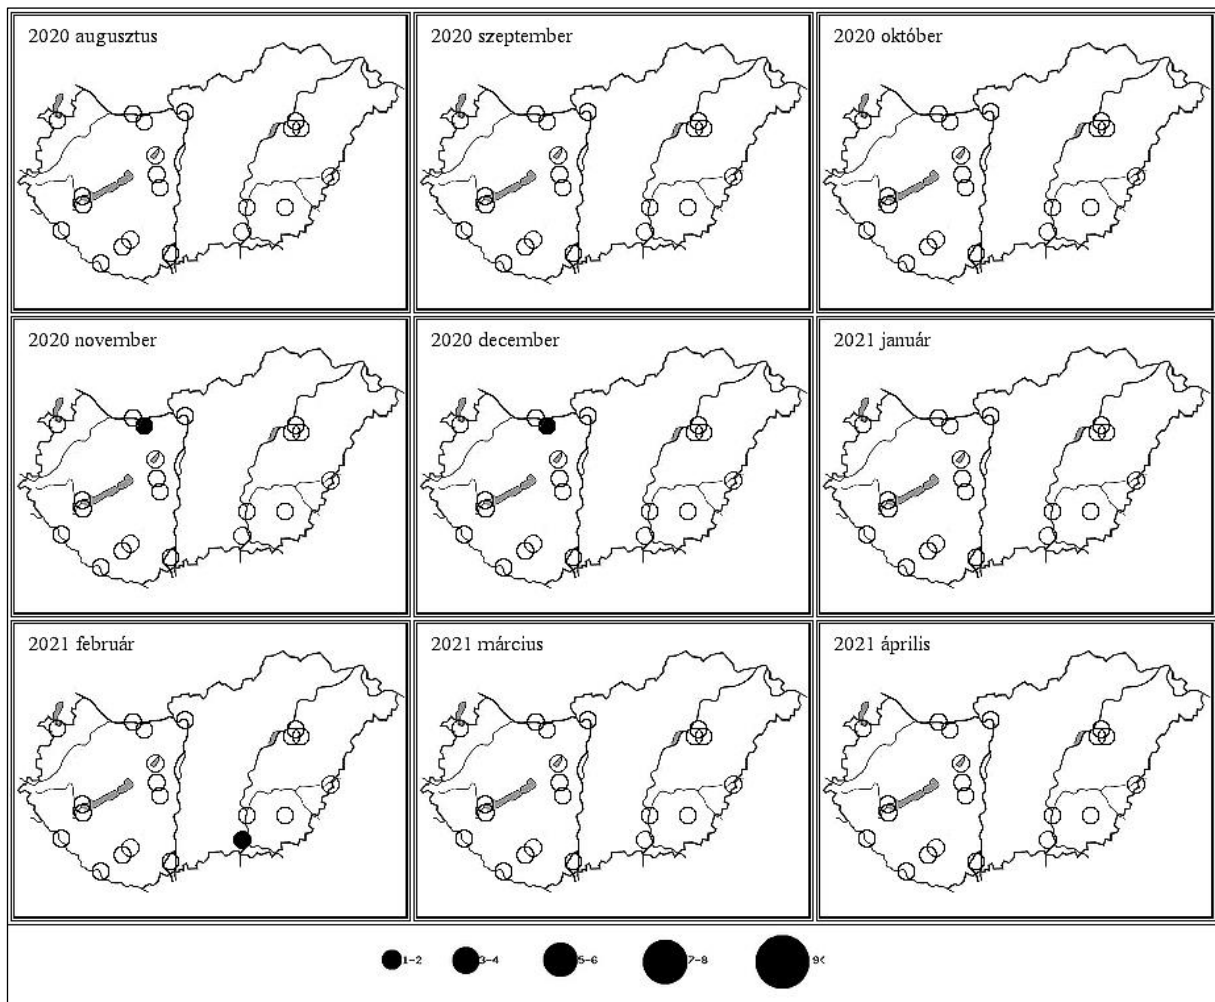 2020 augusztus
2020 szeptember
2020 október
2020 november
2020 december
2021 január
2021 február
2021 március
2021 április
1-2
3-4
5-6
7-8
9<